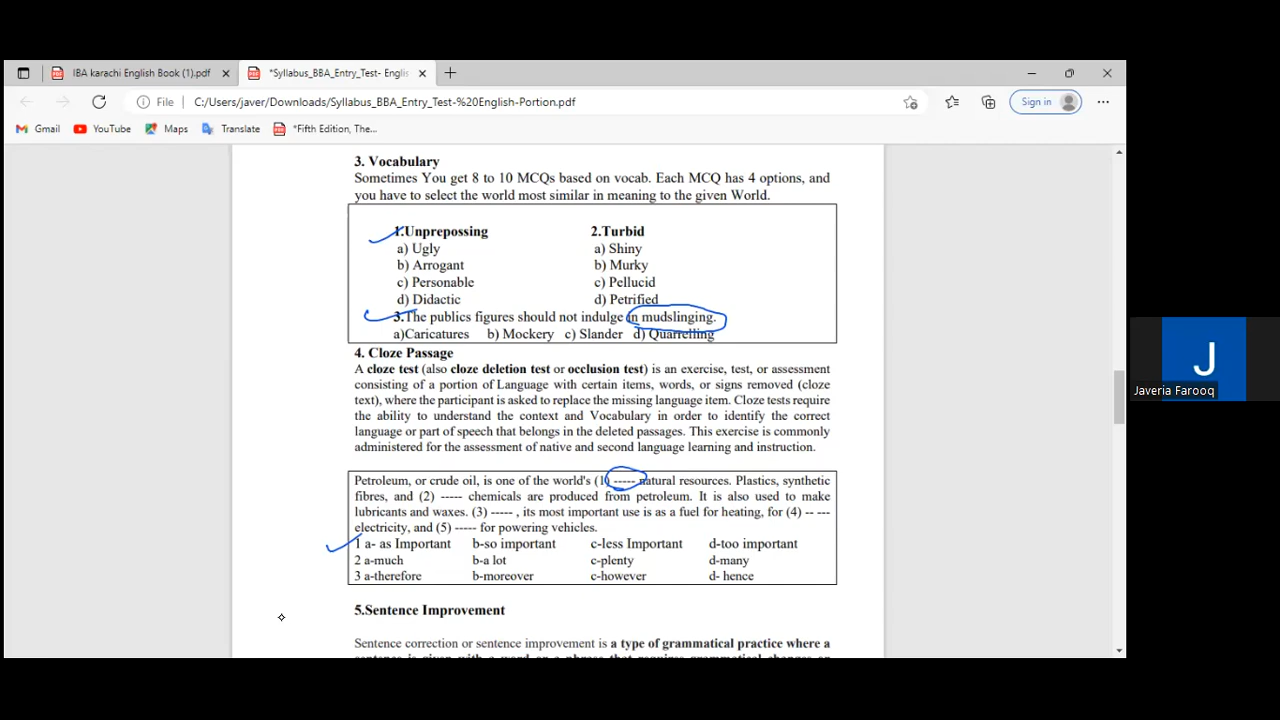 IBA karachi English Book (1).pdf
*Syllabus_BBA_Entry_Test- Englis
File C:/Users/javer/Downloads/Syllabus_BBA_Entry_Test-%20English-Portion.pdf
Sign in
Gmail YouTube Maps Translate *Fifth Edition, The...
3. Vocabulary
Sometimes You get 8 to 10 MCQs based on vocab. Each MCQ has 4 options, and
you have to select the world most similar in meaning to the given World.
1.Unprepossing 2.Turbid
a) Ugly a) Shiny
b) Arrogant b) Murky
c) Personable c) Pellucid
d) Didactic d) Petrified
3.The publics figures should not indulge in mudslinging.
a)Caricatures b) Mockery c) Slander d) Quarrelling
4. Cloze Passage
A cloze test (also cloze deletion test or occlusion test) is an exercise, test, or assessment
consisting of a portion of Language with certain items, words, or signs removed (cloze
text), where the participant is asked to replace the missing language item. Cloze tests require
the ability to understand the context and Vocabulary in order to identify the correct
language or part of speech that belongs in the deleted passages. This exercise is commonly
administered for the assessment of native and second language learning and instruction.
Petroleum, or crude oil, is one of the world's (1) ----- natural resources. Plastics, synthetic
fibres, and (2) ----- chemicals are produced from petroleum. It is also used to make
lubricants and waxes. (3) ----- , its most important use is as a fuel for heating, for (4) -- ---
electricity, and (5) ----- for powering vehicles.
1 a- as Important b-so important c-less Important d-too important
2 a-much b-a lot c-plenty d-many
3 a-therefore b-moreover c-however d- hence
5.Sentence Improvement
Sentence correction or sentence improvement is a type of grammatical practice where a
J
Javeria Farooq